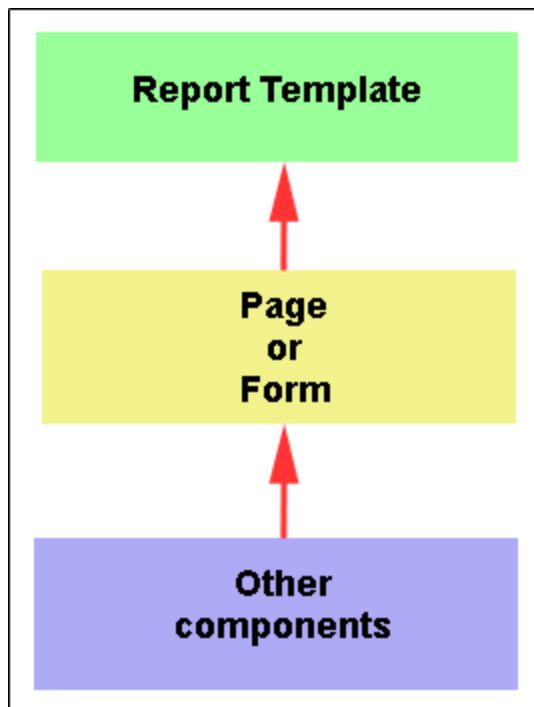 Report Template
Page
or
Form
Other
components